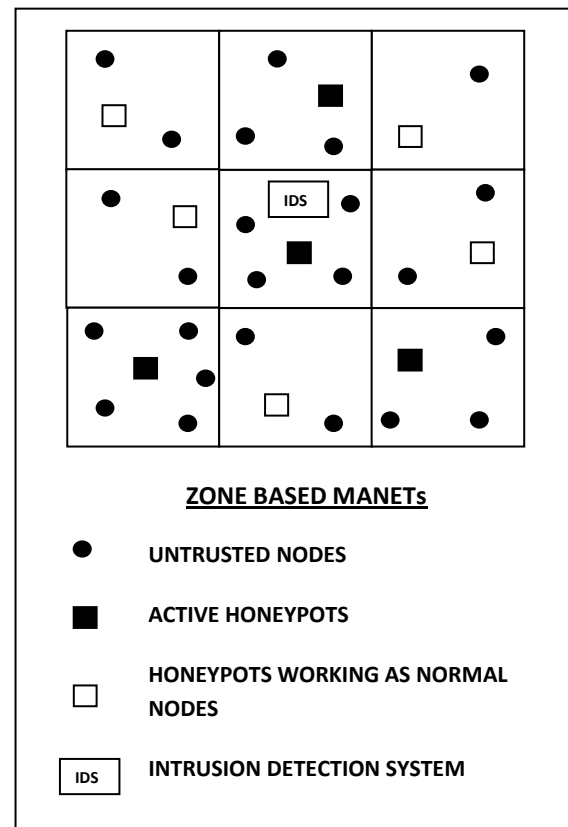 IDS
ZONE BASED MANETs
UNTRUSTED NODES
ACTIVE HONEYPOTS
HONEYPOTS WORKING AS NORMAL
NODES
IDS
INTRUSION DETECTION SYSTEM